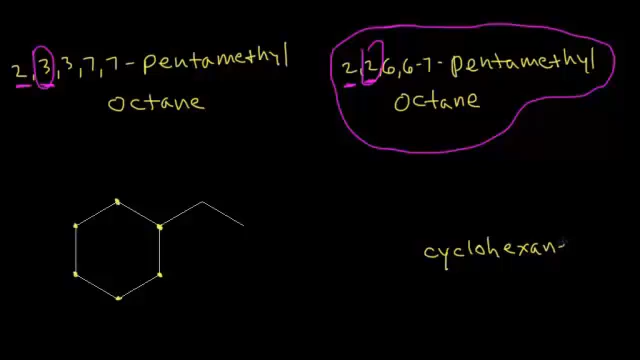 2,3,3,7,7-pentamethyl
octane
2,2,6,6-7-pentamethyl
octane
cyclohexan